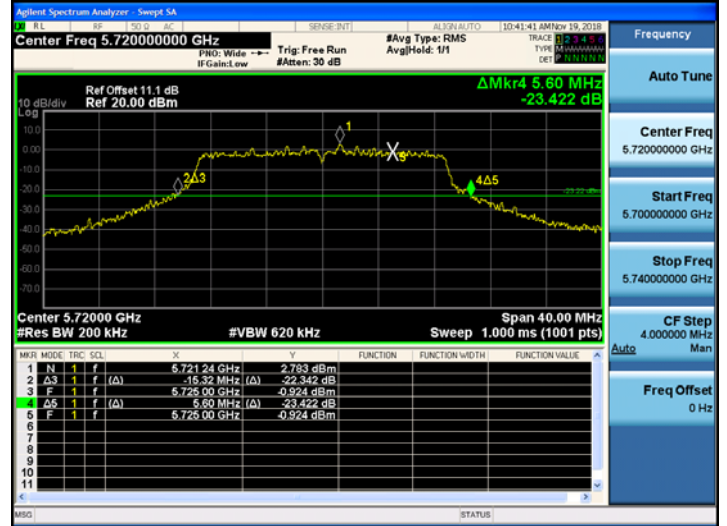 Agilent Spectrum Analyzer - Swept SA
RL RF 50 Ω AC SENSE:INT ALIGN AUTO 10:41:41 AM Nov 19, 2018
Center Freq 5.720000000 GHz
PNO: Wide
IFGain:Low
Trig: Free Run
#Atten: 30 dB
#Avg Type: RMS
Avg|Hold: 1/1
TRACE 1 2 3 4 5 6
TYPE
DET P N N N N N
Frequency
Auto Tune
Center Freq
5.720000000 GHz
Start Freq
5.700000000 GHz
Stop Freq
5.740000000 GHz
CF Step
4.000000 MHz
Auto Man
Freq Offset
0 Hz
ΔMkr4 5.60 MHz
-23.422 dB
Ref Offset 11.1 dB
10 dB/div Ref 20.00 dBm
Log
10.0
0.00
-10.0
-20.0
-30.0
-40.0
-50.0
-60.0
-70.0
1
2Δ3
5
4Δ5
-23.22 dBm
Center 5.72000 GHz Span 40.00 MHz
#Res BW 200 kHz #VBW 620 kHz Sweep 1.000 ms (1001 pts)
MKR MODE TRC SCL X Y FUNCTION FUNCTION WIDTH FUNCTION VALUE
1 N 1 f 5.721 24 GHz 2.783 dBm
2 Δ3 1 f (Δ) -15.32 MHz (Δ) -22.342 dB
3 F 1 f 5.725 00 GHz -0.924 dBm
4 Δ5 1 f (Δ) 5.60 MHz (Δ) -23.422 dB
5 F 1 f 5.725 00 GHz -0.924 dBm
6
7
8
9
10
11
MSG STATUS